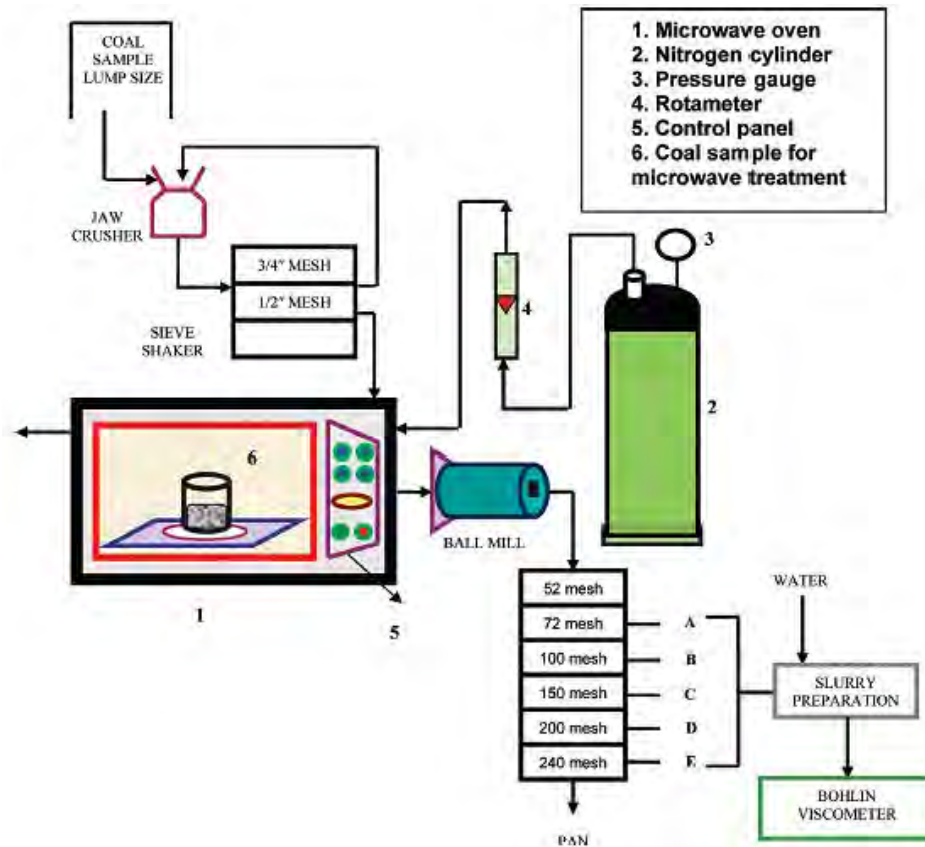 COAL
SAMPLE
LUMP SIZE
1. Microwave oven
2. Nitrogen cylinder
3. Pressure gauge
4. Rotameter
5. Control panel
6. Coal sample for
microwave treatment
JAW
CRUSHER
3/4" MESH
1/2" MESH
SIEVE
SHAKER
3
4
2
6
BALL MILL
1
5
52 mesh
72 mesh
100 mesh
150 mesh
200 mesh
240 mesh
A
B
C
D
E
WATER
SLURRY
PREPARATION
BOHLIN
VISCOMETER
PAN